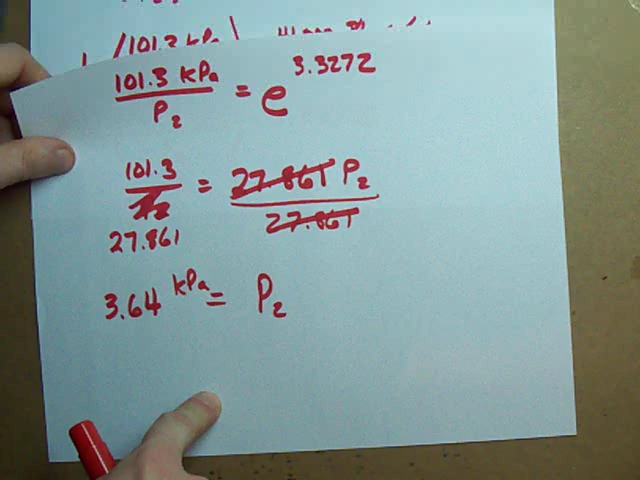 101.3 kPa
101.3 kPa / P₂ = e^3.3272
101.3 / 27.861 = 27.861 P₂ / 27.861
3.64 kPa = P₂